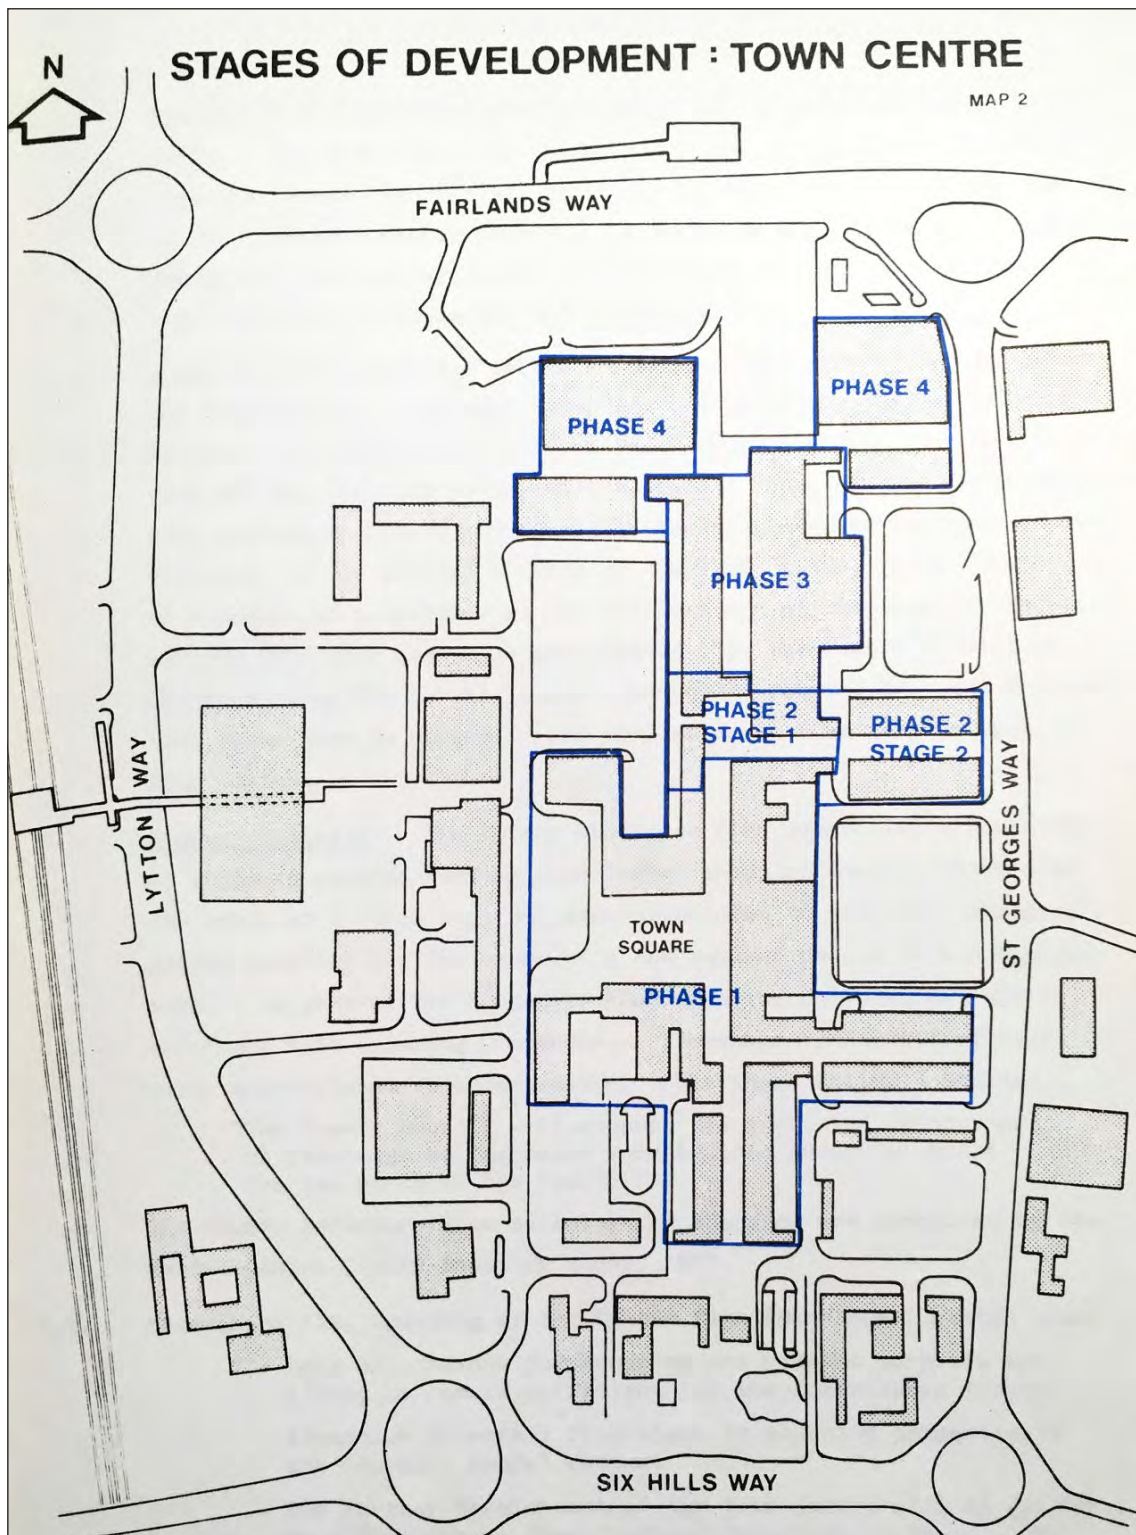 N
STAGES OF DEVELOPMENT : TOWN CENTRE
MAP 2
FAIRLANDS WAY
PHASE 4
PHASE 4
PHASE 3
PHASE 2
STAGE 1
PHASE 2
STAGE 2
LYTTON WAY
ST GEORGES WAY
TOWN
SQUARE
PHASE 1
SIX HILLS WAY